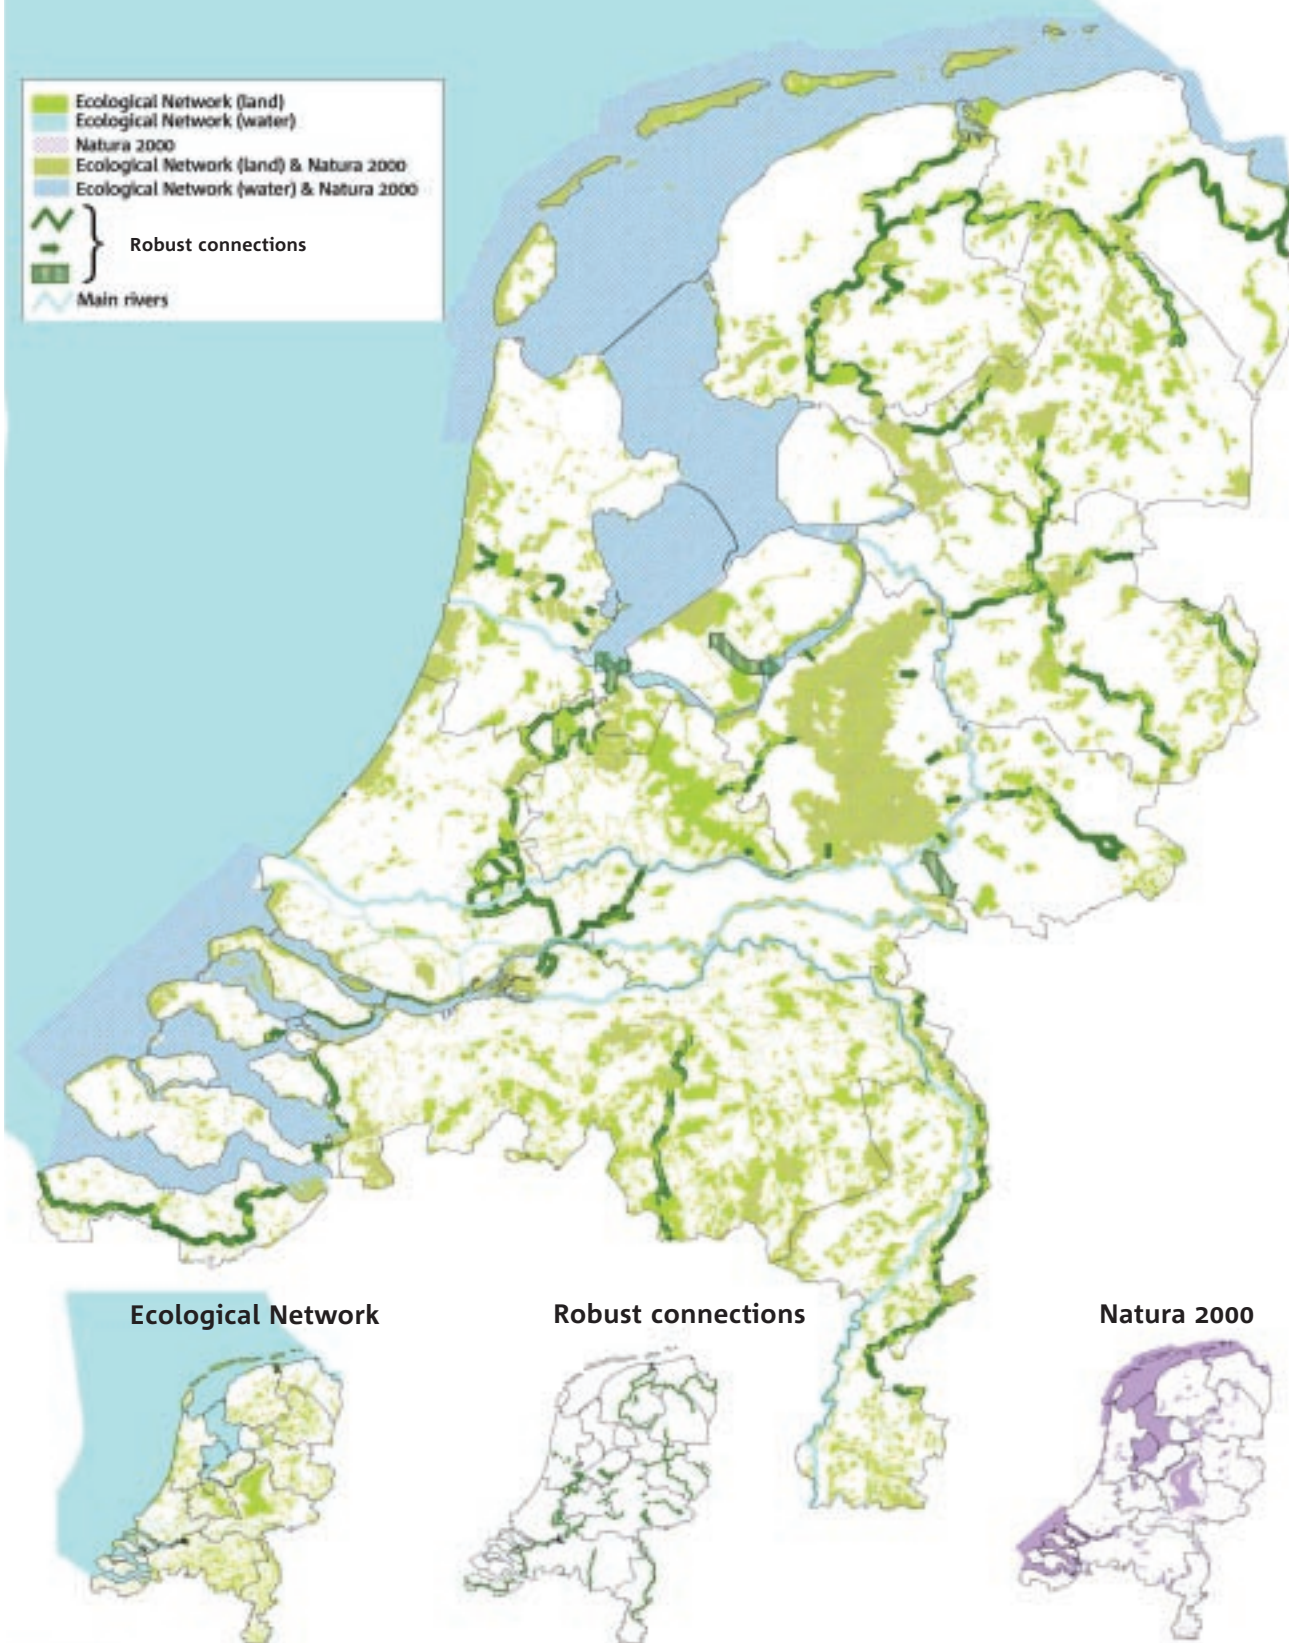 Ecological Network (land)
Ecological Network (water)
Natura 2000
Ecological Network (land) & Natura 2000
Ecological Network (water) & Natura 2000
Robust connections
Main rivers
Ecological Network
Robust connections
Natura 2000